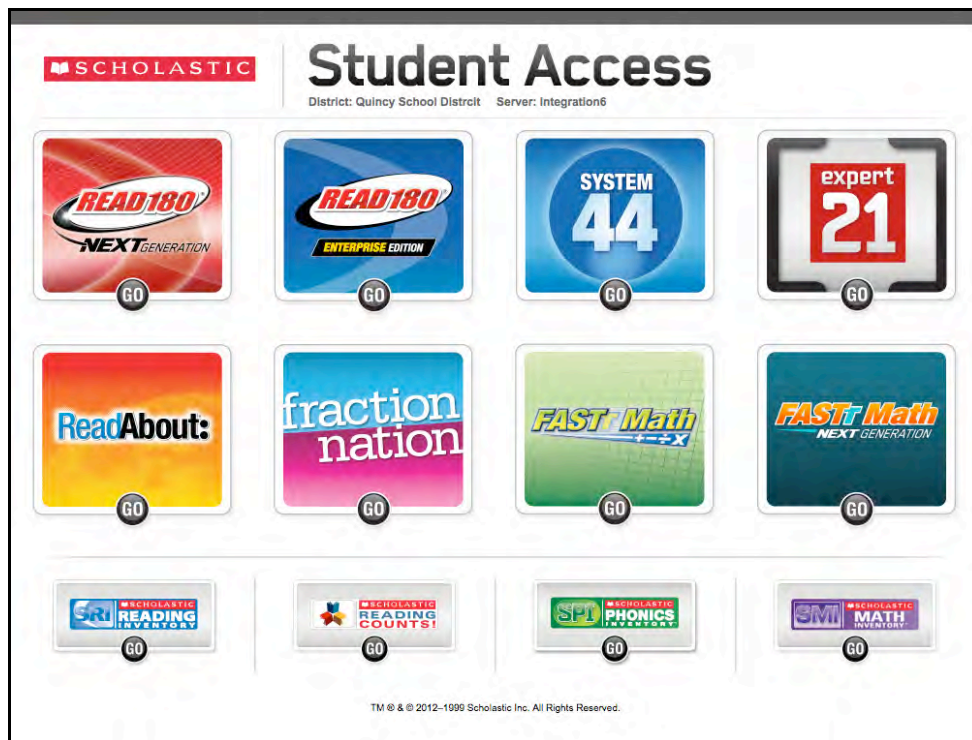 SCHOLASTIC
Student Access
District: Quincy School Distrcit Server: Integration6
READ 180®
NEXT GENERATION
GO
READ 180®
ENTERPRISE EDITION
GO
SYSTEM
44
GO
expert
21
GO
ReadAbout:
GO
fraction
nation
GO
FASTT Math
+−÷x
GO
FASTT Math
NEXT GENERATION
GO
SRI
SCHOLASTIC
READING
INVENTORY
GO
SCHOLASTIC
READING
COUNTS!
GO
SPI
SCHOLASTIC
PHONICS
INVENTORY
GO
SMI
SCHOLASTIC
MATH
INVENTORY
GO
TM ® & © 2012–1999 Scholastic Inc. All Rights Reserved.